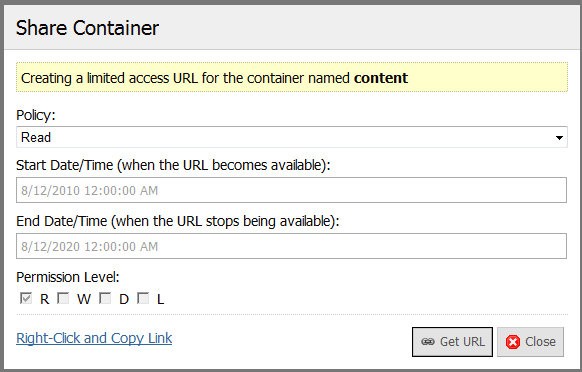 Share Container
Creating a limited access URL for the container named content
Policy:
Read
Start Date/Time (when the URL becomes available):
8/12/2010 12:00:00 AM
End Date/Time (when the URL stops being available):
8/12/2020 12:00:00 AM
Permission Level:
R W D L
Right-Click and Copy Link Get URL Close